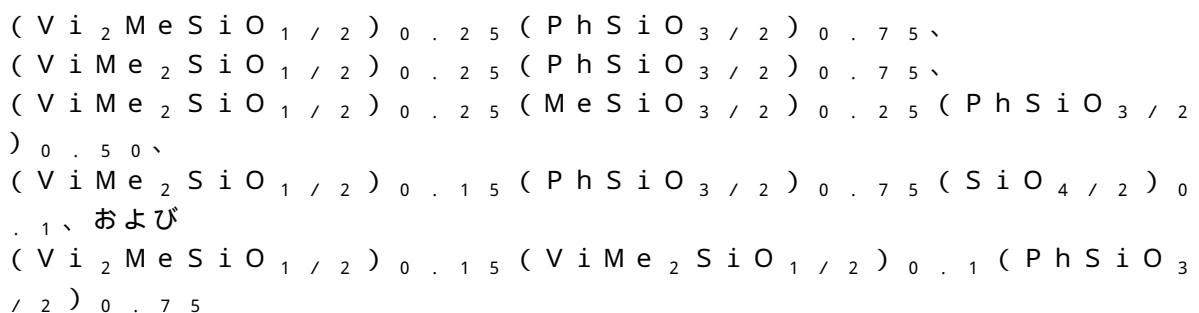 (Vi₂MeSiO₁/₂)₀.₂₅(PhSiO₃/₂)₀.₇₅、
(ViMe₂SiO₁/₂)₀.₂₅(PhSiO₃/₂)₀.₇₅、
(ViMe₂SiO₁/₂)₀.₂₅(MeSiO₃/₂)₀.₂₅(PhSiO₃/₂
)₀.₅₀、
(ViMe₂SiO₁/₂)₀.₁₅(PhSiO₃/₂)₀.₇₅(SiO₄/₂)₀
.₁、および
(Vi₂MeSiO₁/₂)₀.₁₅(ViMe₂SiO₁/₂)₀.₁(PhSiO₃
/₂)₀.₇₅